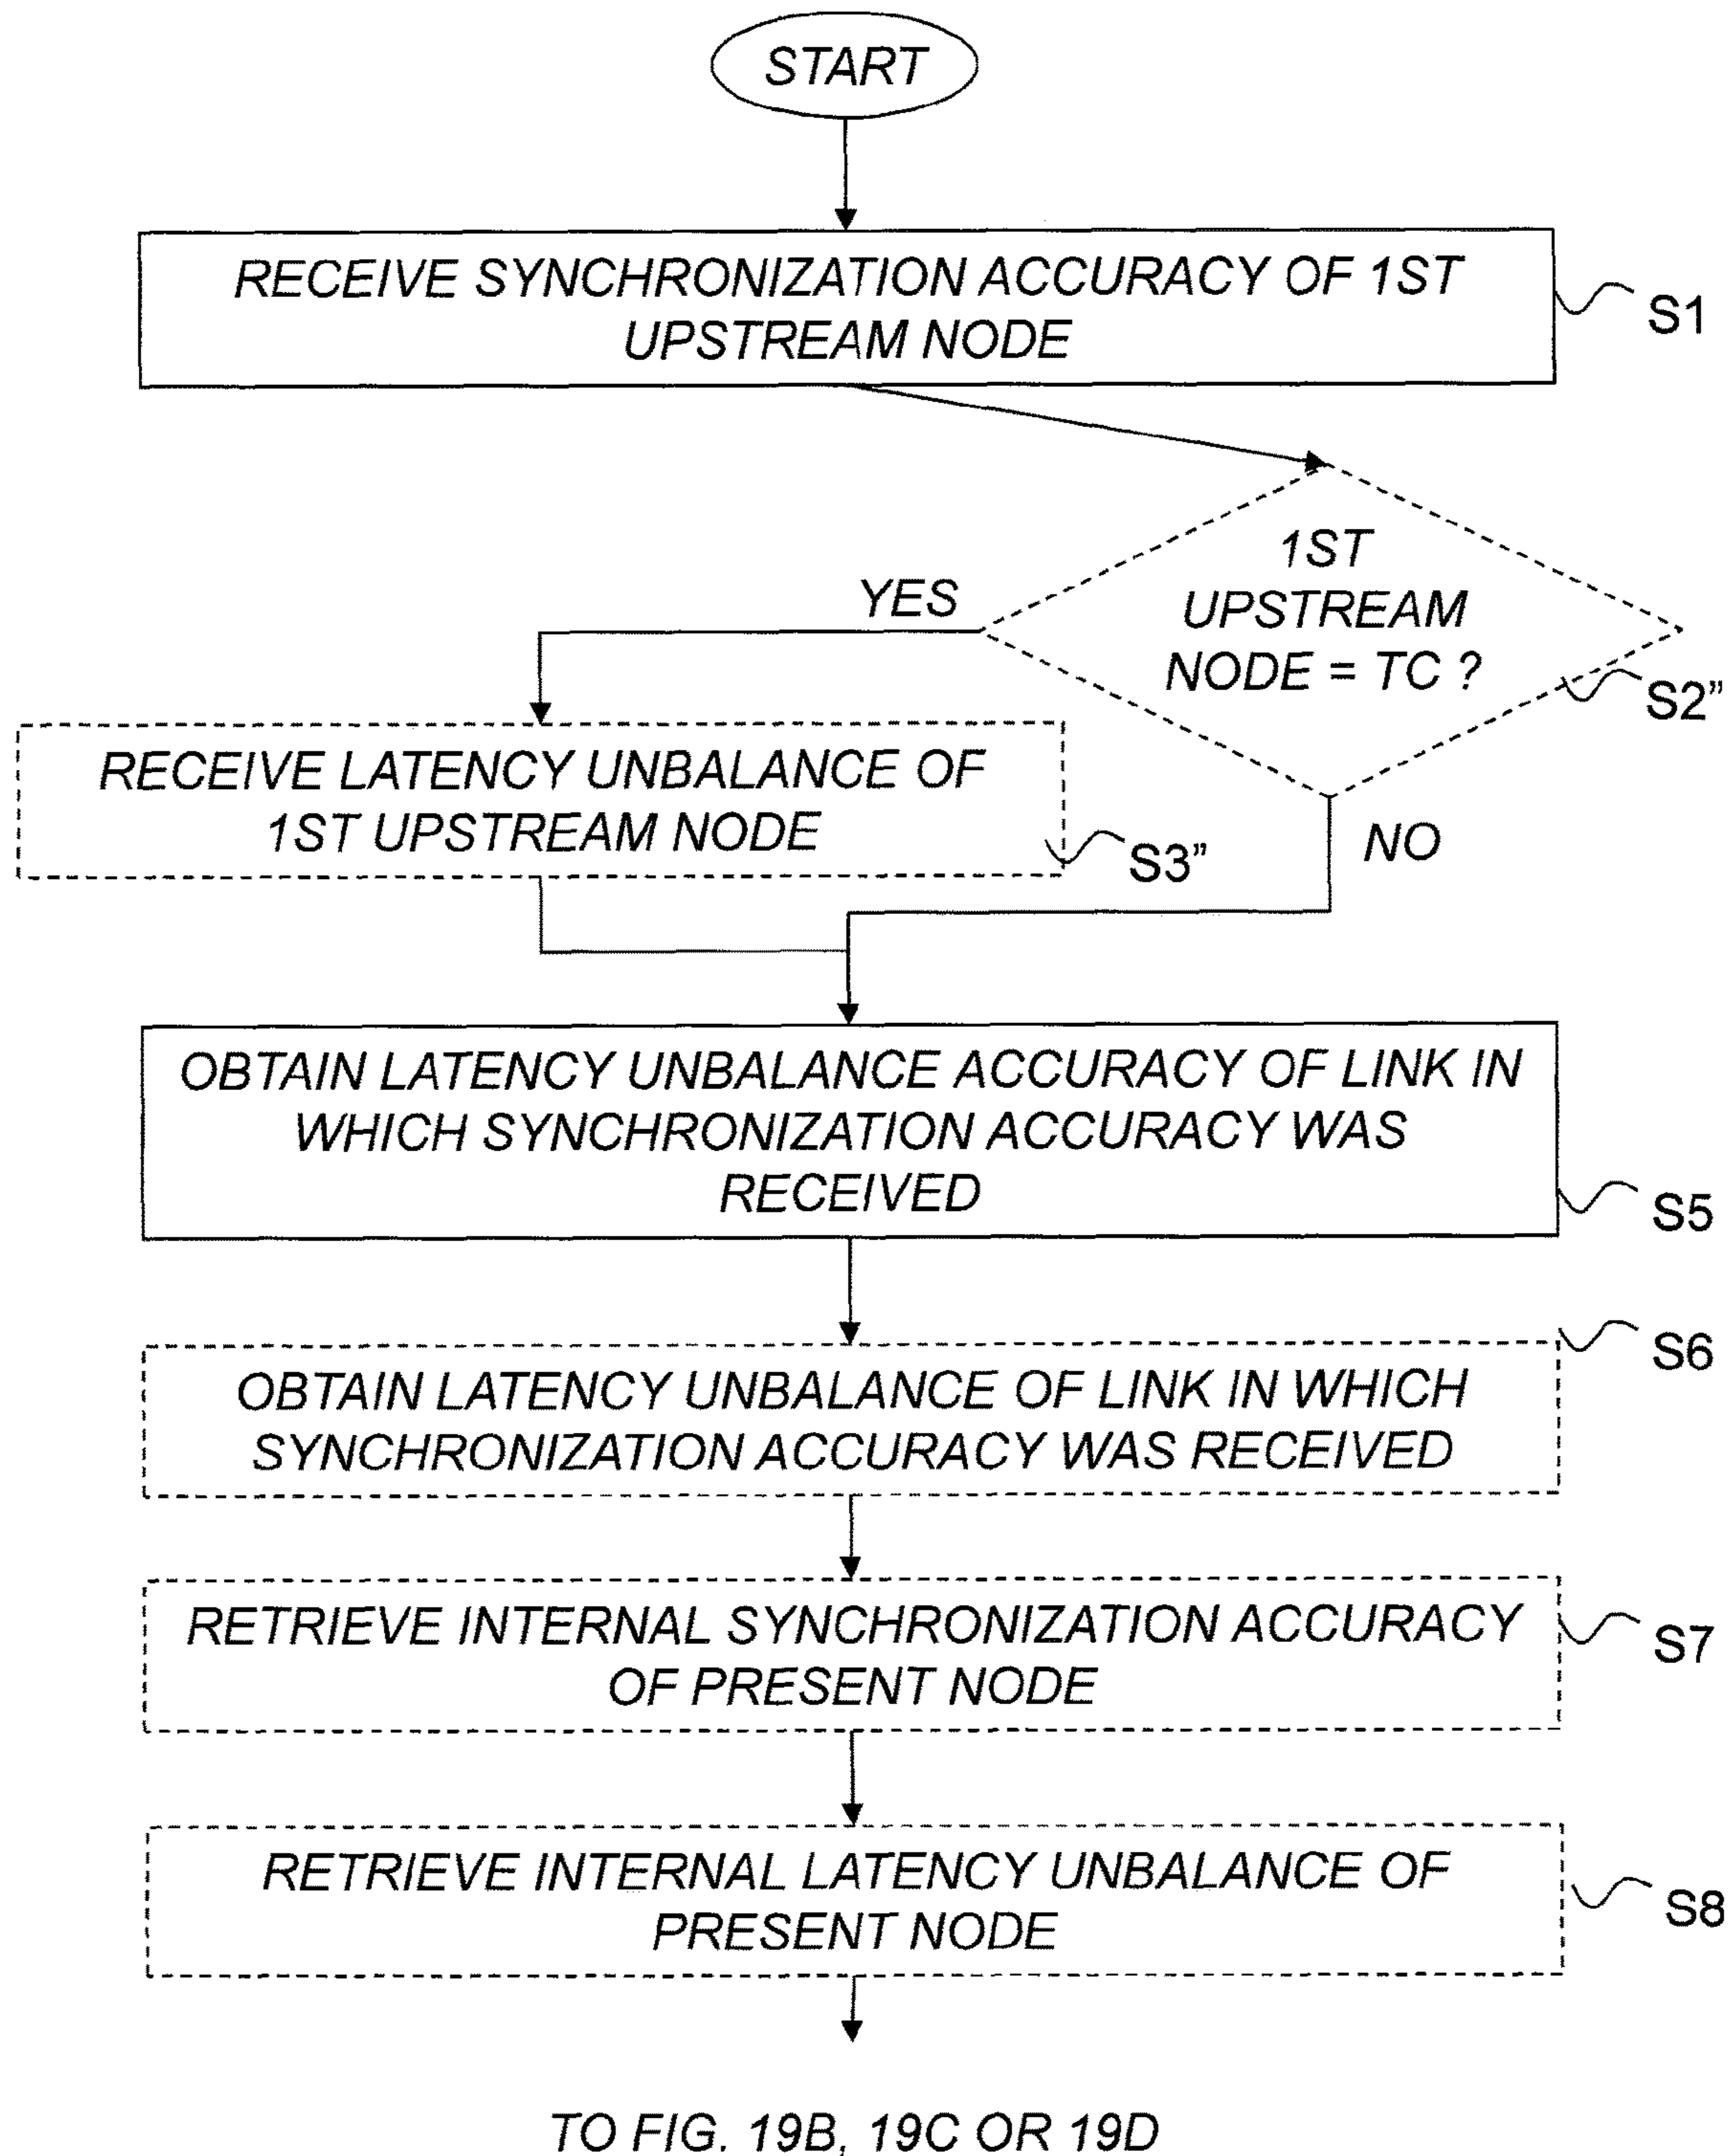 START
RECEIVE SYNCHRONIZATION ACCURACY OF 1ST
UPSTREAM NODE
S1
1ST
UPSTREAM
NODE = TC ?
S2”
YES
RECEIVE LATENCY UNBALANCE OF
1ST UPSTREAM NODE
S3”
NO
OBTAIN LATENCY UNBALANCE ACCURACY OF LINK IN
WHICH SYNCHRONIZATION ACCURACY WAS
RECEIVED
S5
OBTAIN LATENCY UNBALANCE OF LINK IN WHICH
SYNCHRONIZATION ACCURACY WAS RECEIVED
S6
RETRIEVE INTERNAL SYNCHRONIZATION ACCURACY
OF PRESENT NODE
S7
RETRIEVE INTERNAL LATENCY UNBALANCE OF
PRESENT NODE
S8
TO FIG. 19B, 19C OR 19D